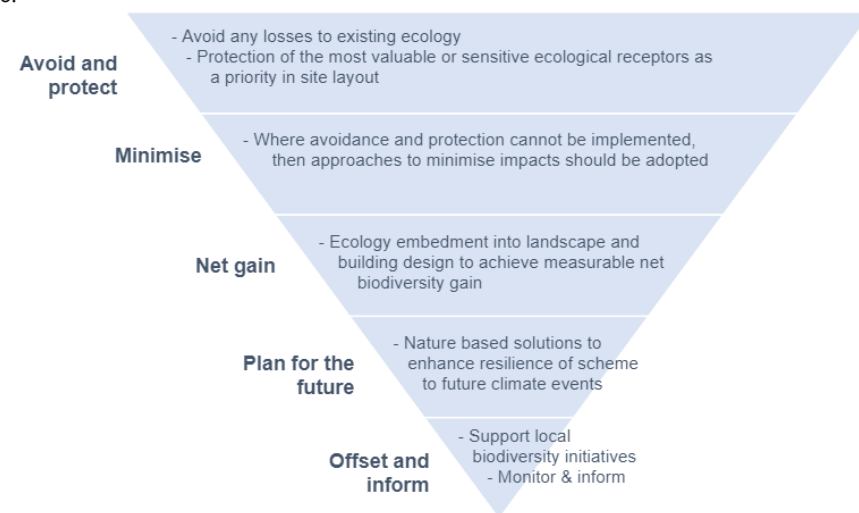 Avoid and
protect
- Avoid any losses to existing ecology
- Protection of the most valuable or sensitive ecological receptors as
a priority in site layout
Minimise
- Where avoidance and protection cannot be implemented,
then approaches to minimise impacts should be adopted
Net gain
- Ecology embedment into landscape and
building design to achieve measurable net
biodiversity gain
Plan for the
future
- Nature based solutions to
enhance resilience of scheme
to future climate events
Offset and
inform
- Support local
biodiversity initiatives
- Monitor & inform